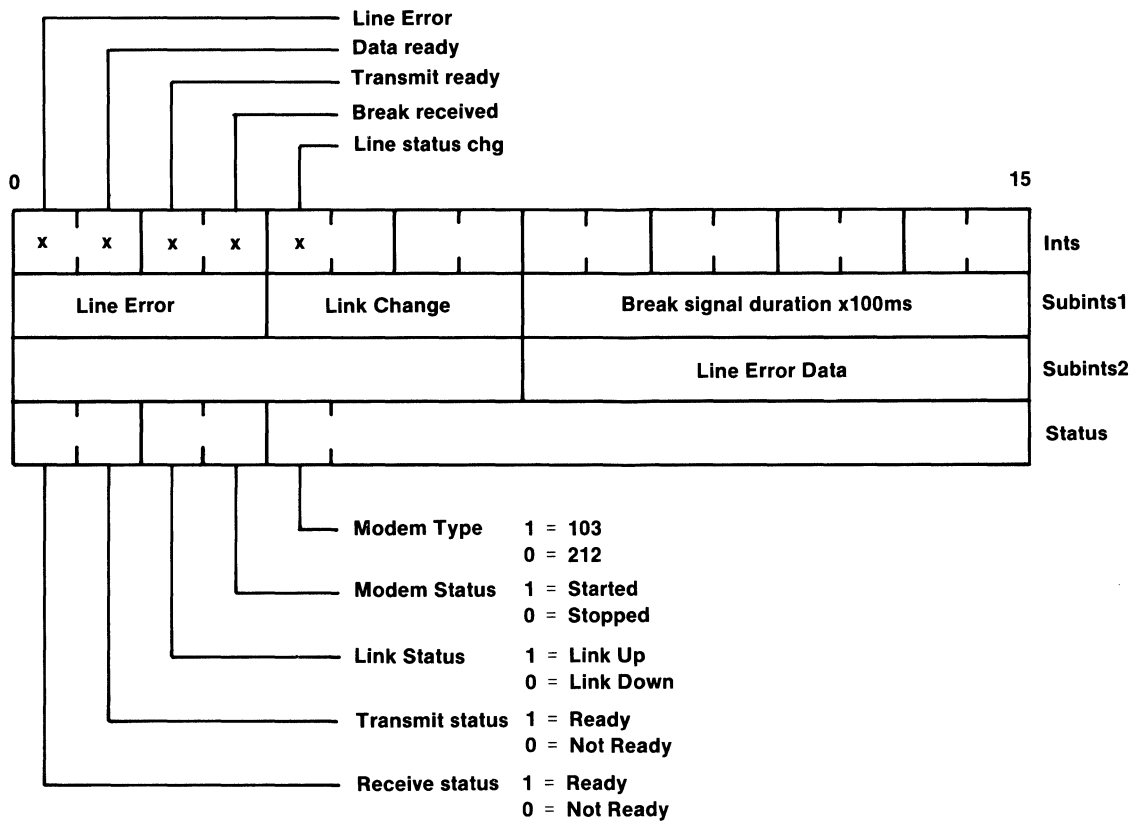 Line Error
Data ready
Transmit ready
Break received
Line status chg
0 15
x x x x x Ints
Line Error Link Change Break signal duration x100ms Subints1
Line Error Data Subints2
Status
Modem Type 1 = 103
0 = 212
Modem Status 1 = Started
0 = Stopped
Link Status 1 = Link Up
0 = Link Down
Transmit status 1 = Ready
0 = Not Ready
Receive status 1 = Ready
0 = Not Ready